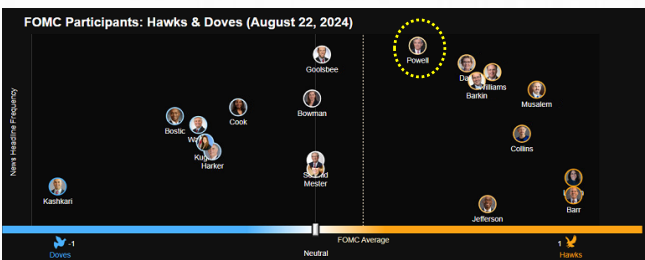 FOMC Participants: Hawks & Doves (August 22, 2024)
News Headline Frequency
Powell
Goolsbee
Barkin
Musalem
Bowman
Cook
Bostic
Collins
Harker
Mester
Kashkari
Jefferson
Barr
FOMC Average
-1
1
Doves
Neutral
Hawks